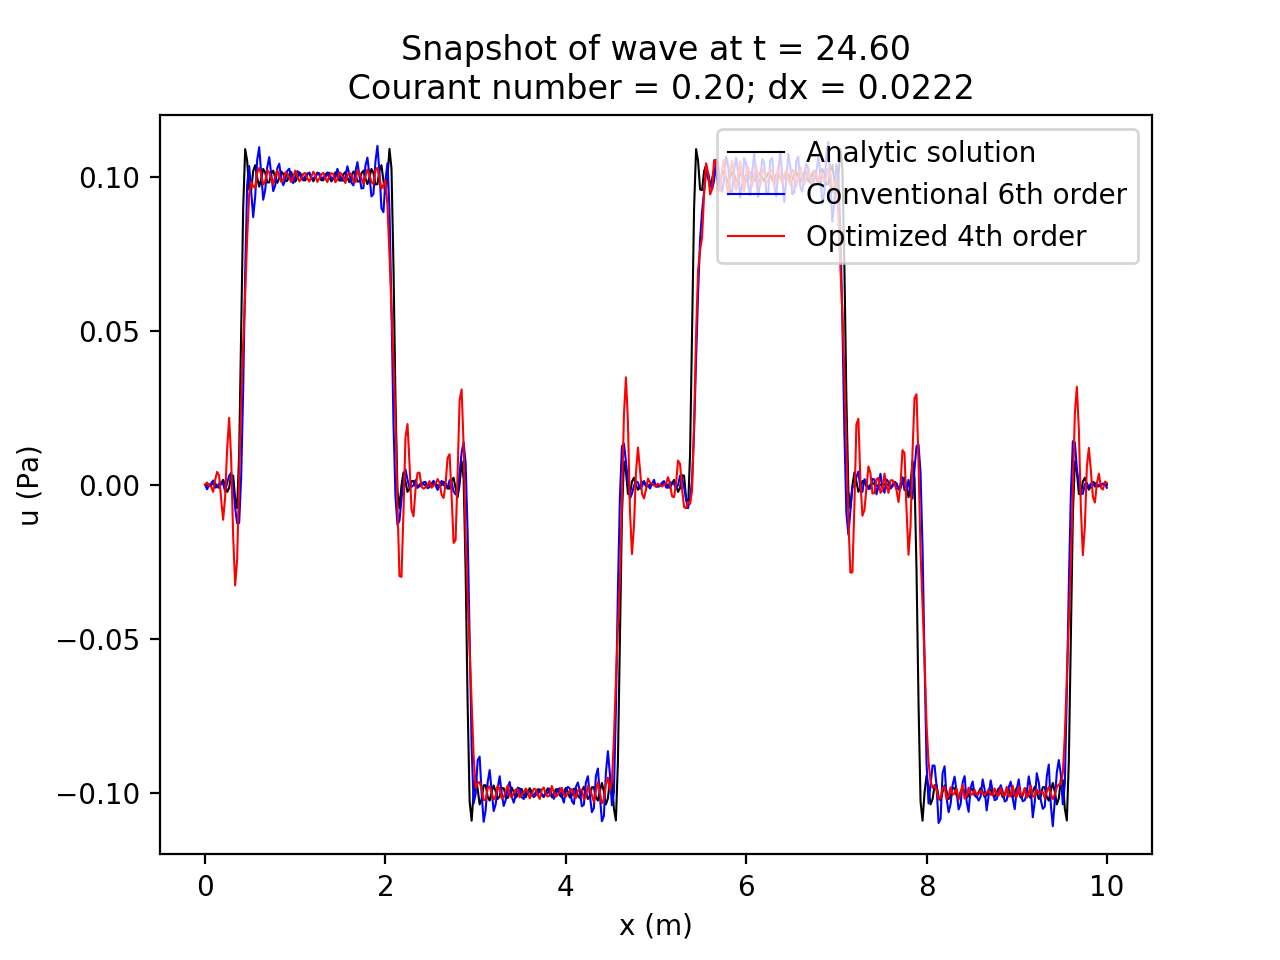 Snapshot of wave at t = 24.60
Courant number = 0.20; dx = 0.0222
Analytic solution
Conventional 6th order
Optimized 4th order
0.10
0.05
0.00
−0.05
−0.10
u (Pa)
0 2 4 6 8 10
x (m)